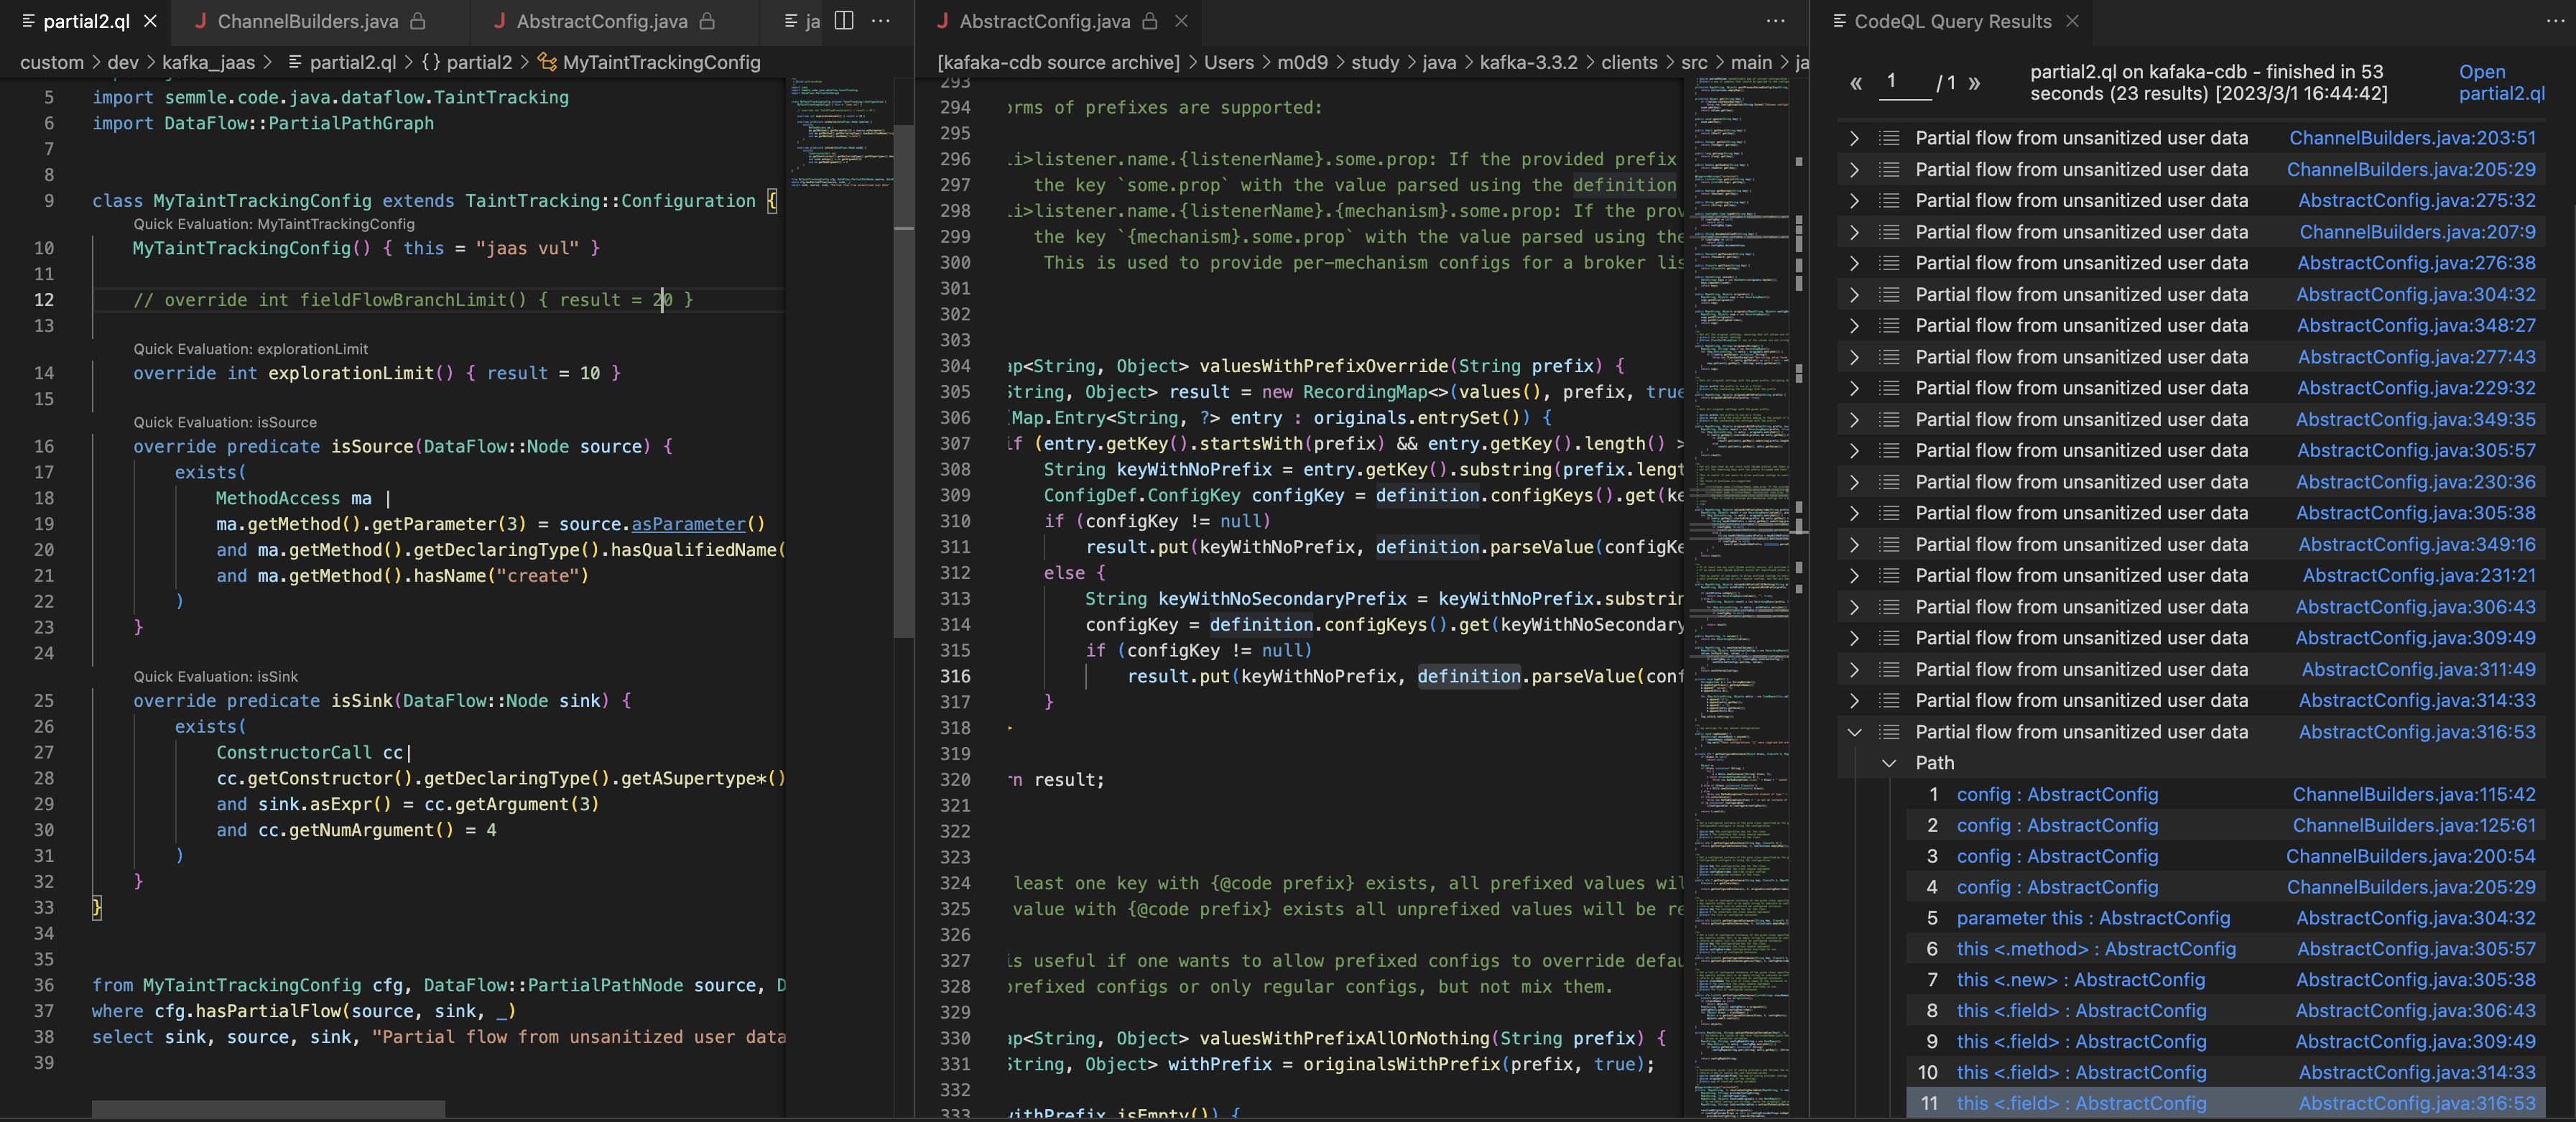 partial2.ql
ChannelBuilders.java
AbstractConfig.java
ja
custom > dev > kafka_jaas > partial2.ql > {} partial2 > MyTaintTrackingConfig
5 import semmle.code.java.dataflow.TaintTracking
6 import DataFlow::PartialPathGraph
7
8
9 class MyTaintTrackingConfig extends TaintTracking::Configuration {
Quick Evaluation: MyTaintTrackingConfig
10 MyTaintTrackingConfig() { this = "jaas vul" }
11
12 // override int fieldFlowBranchLimit() { result = 20 }
13
Quick Evaluation: explorationLimit
14 override int explorationLimit() { result = 10 }
15
Quick Evaluation: isSource
16 override predicate isSource(DataFlow::Node source) {
17 exists(
18 MethodAccess ma |
19 ma.getMethod().getParameter(3) = source.asParameter()
20 and ma.getMethod().getDeclaringType().hasQualifiedName(
21 and ma.getMethod().hasName("create")
22 )
23 }
24
Quick Evaluation: isSink
25 override predicate isSink(DataFlow::Node sink) {
26 exists(
27 ConstructorCall cc|
28 cc.getConstructor().getDeclaringType().getASupertype*()
29 and sink.asExpr() = cc.getArgument(3)
30 and cc.getNumArgument() = 4
31 )
32 }
33 }
34
35
36 from MyTaintTrackingConfig cfg, DataFlow::PartialPathNode source, D
37 where cfg.hasPartialFlow(source, sink, _)
38 select sink, source, sink, "Partial flow from unsanitized user data
39
AbstractConfig.java
[kafaka-cdb source archive] > Users > m0d9 > study > java > kafka-3.3.2 > clients > src > main > ja
293
294 orms of prefixes are supported:
295
296 li>listener.name.{listenerName}.some.prop: If the provided prefix
297 the key `some.prop` with the value parsed using the definition
298 li>listener.name.{listenerName}.{mechanism}.some.prop: If the prov
299 the key `{mechanism}.some.prop` with the value parsed using the
300 This is used to provide per-mechanism configs for a broker lis
301
302
303
304 ap<String, Object> valuesWithPrefixOverride(String prefix) {
305 String, Object> result = new RecordingMap<>(values(), prefix, true
306 (Map.Entry<String, ?> entry : originals.entrySet()) {
307 if (entry.getKey().startsWith(prefix) && entry.getKey().length() >
308 String keyWithNoPrefix = entry.getKey().substring(prefix.lengt
309 ConfigDef.ConfigKey configKey = definition.configKeys().get(ke
310 if (configKey != null)
311 result.put(keyWithNoPrefix, definition.parseValue(configKe
312 else {
313 String keyWithNoSecondaryPrefix = keyWithNoPrefix.substrin
314 configKey = definition.configKeys().get(keyWithNoSecondary
315 if (configKey != null)
316 result.put(keyWithNoPrefix, definition.parseValue(conf
317 }
318
319
320 rn result;
321
322
323
324 least one key with {@code prefix} exists, all prefixed values wil
325 value with {@code prefix} exists all unprefixed values will be re
326
327 is useful if one wants to allow prefixed configs to override defau
328 prefixed configs or only regular configs, but not mix them.
329
330 ap<String, Object> valuesWithPrefixAllOrNothing(String prefix) {
331 String, Object> withPrefix = originalsWithPrefix(prefix, true);
332
333 withPrefix.isEmpty()) {
CodeQL Query Results
« 1 / 1 »
partial2.ql on kafaka-cdb - finished in 53
seconds (23 results) [2023/3/1 16:44:42]
Open
partial2.ql
Partial flow from unsanitized user data ChannelBuilders.java:203:51
Partial flow from unsanitized user data ChannelBuilders.java:205:29
Partial flow from unsanitized user data AbstractConfig.java:275:32
Partial flow from unsanitized user data ChannelBuilders.java:207:9
Partial flow from unsanitized user data AbstractConfig.java:276:38
Partial flow from unsanitized user data AbstractConfig.java:304:32
Partial flow from unsanitized user data AbstractConfig.java:348:27
Partial flow from unsanitized user data AbstractConfig.java:277:43
Partial flow from unsanitized user data AbstractConfig.java:229:32
Partial flow from unsanitized user data AbstractConfig.java:349:35
Partial flow from unsanitized user data AbstractConfig.java:305:57
Partial flow from unsanitized user data AbstractConfig.java:230:36
Partial flow from unsanitized user data AbstractConfig.java:305:38
Partial flow from unsanitized user data AbstractConfig.java:349:16
Partial flow from unsanitized user data AbstractConfig.java:231:21
Partial flow from unsanitized user data AbstractConfig.java:306:43
Partial flow from unsanitized user data AbstractConfig.java:309:49
Partial flow from unsanitized user data AbstractConfig.java:311:49
Partial flow from unsanitized user data AbstractConfig.java:314:33
Partial flow from unsanitized user data AbstractConfig.java:316:53
Path
1 config : AbstractConfig ChannelBuilders.java:115:42
2 config : AbstractConfig ChannelBuilders.java:125:61
3 config : AbstractConfig ChannelBuilders.java:200:54
4 config : AbstractConfig ChannelBuilders.java:205:29
5 parameter this : AbstractConfig AbstractConfig.java:304:32
6 this <.method> : AbstractConfig AbstractConfig.java:305:57
7 this <.new> : AbstractConfig AbstractConfig.java:305:38
8 this <.field> : AbstractConfig AbstractConfig.java:306:43
9 this <.field> : AbstractConfig AbstractConfig.java:309:49
10 this <.field> : AbstractConfig AbstractConfig.java:314:33
11 this <.field> : AbstractConfig AbstractConfig.java:316:53